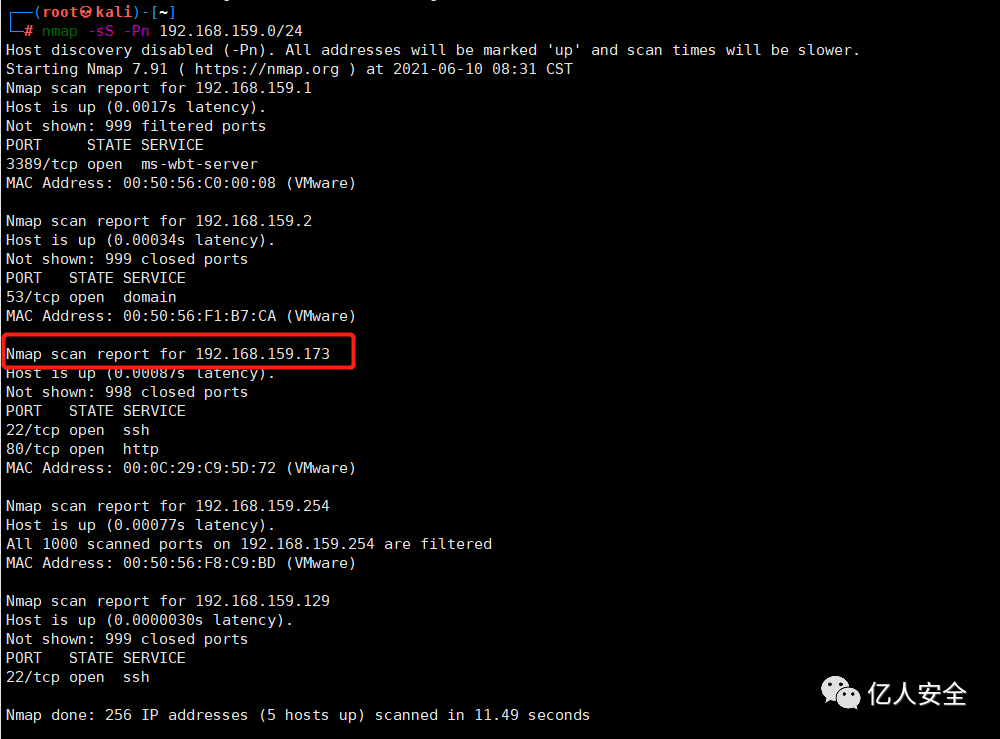 ┌──(root㉿kali)-[~]
└─# nmap -sS -Pn 192.168.159.0/24
Host discovery disabled (-Pn). All addresses will be marked 'up' and scan times will be slower.
Starting Nmap 7.91 ( https://nmap.org ) at 2021-06-10 08:31 CST
Nmap scan report for 192.168.159.1
Host is up (0.0017s latency).
Not shown: 999 filtered ports
PORT     STATE SERVICE
3389/tcp open  ms-wbt-server
MAC Address: 00:50:56:C0:00:08 (VMware)

Nmap scan report for 192.168.159.2
Host is up (0.00034s latency).
Not shown: 999 closed ports
PORT   STATE SERVICE
53/tcp open  domain
MAC Address: 00:50:56:F1:B7:CA (VMware)

Nmap scan report for 192.168.159.173
Host is up (0.00087s latency).
Not shown: 998 closed ports
PORT   STATE SERVICE
22/tcp open  ssh
80/tcp open  http
MAC Address: 00:0C:29:C9:5D:72 (VMware)

Nmap scan report for 192.168.159.254
Host is up (0.00077s latency).
All 1000 scanned ports on 192.168.159.254 are filtered
MAC Address: 00:50:56:F8:C9:BD (VMware)

Nmap scan report for 192.168.159.129
Host is up (0.0000030s latency).
Not shown: 999 closed ports
PORT   STATE SERVICE
22/tcp open  ssh

Nmap done: 256 IP addresses (5 hosts up) scanned in 11.49 seconds
亿人安全